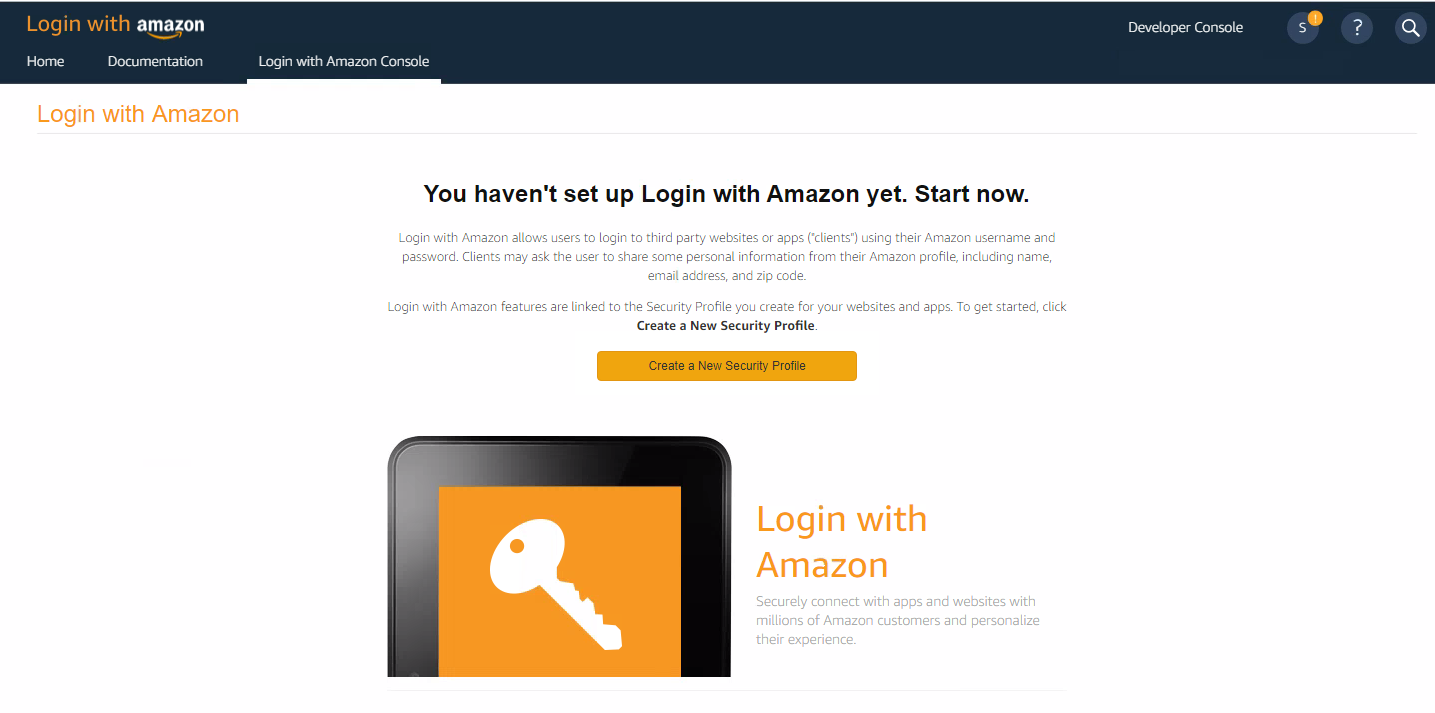 Login with amazon
Developer Console
S
!
?
Home
Documentation
Login with Amazon Console
Login with Amazon
You haven't set up Login with Amazon yet. Start now.
Login with Amazon allows users to login to third party websites or apps ("clients") using their Amazon username and
password. Clients may ask the user to share some personal information from their Amazon profile, including name,
email address, and zip code.
Login with Amazon features are linked to the Security Profile you create for your websites and apps. To get started, click
Create a New Security Profile.
Create a New Security Profile
Login with
Amazon
Securely connect with apps and websites with
millions of Amazon customers and personalize
their experience.